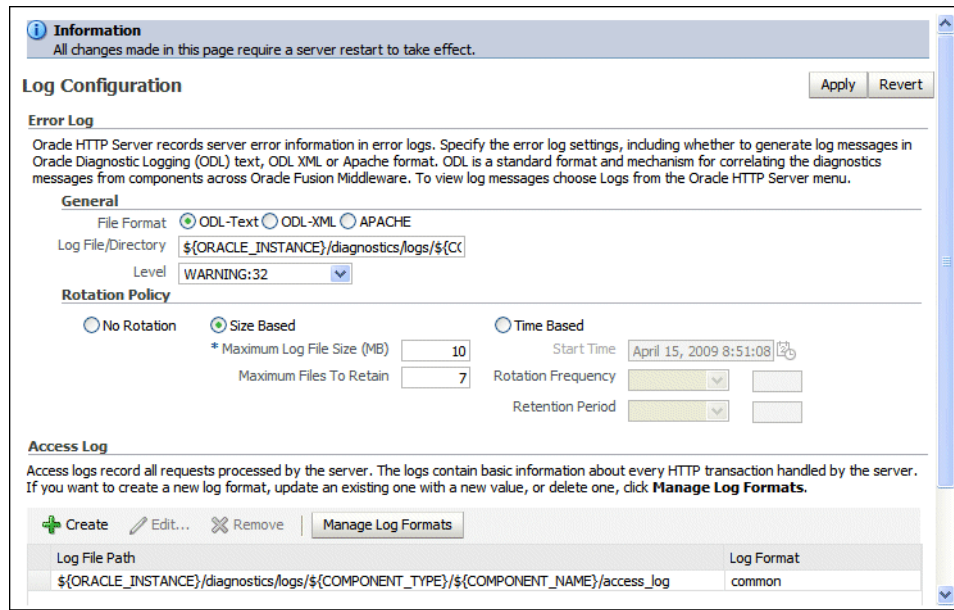 Information
All changes made in this page require a server restart to take effect.
Log Configuration
Apply Revert
Error Log
Oracle HTTP Server records server error information in error logs. Specify the error log settings, including whether to generate log messages in
Oracle Diagnostic Logging (ODL) text, ODL XML or Apache format. ODL is a standard format and mechanism for correlating the diagnostics
messages from components across Oracle Fusion Middleware. To view log messages choose Logs from the Oracle HTTP Server menu.
General
File Format ODL-Text ODL-XML APACHE
Log File/Directory ${ORACLE_INSTANCE}/diagnostics/logs/${CC
Level WARNING:32
Rotation Policy
No Rotation Size Based Time Based
* Maximum Log File Size (MB) 10 Start Time April 15, 2009 8:51:08
Maximum Files To Retain 7 Rotation Frequency
Retention Period
Access Log
Access logs record all requests processed by the server. The logs contain basic information about every HTTP transaction handled by the server.
If you want to create a new log format, update an existing one with a new value, or delete one, click Manage Log Formats.
Create Edit... Remove Manage Log Formats
Log File Path Log Format
${ORACLE_INSTANCE}/diagnostics/logs/${COMPONENT_TYPE}/${COMPONENT_NAME}/access_log common